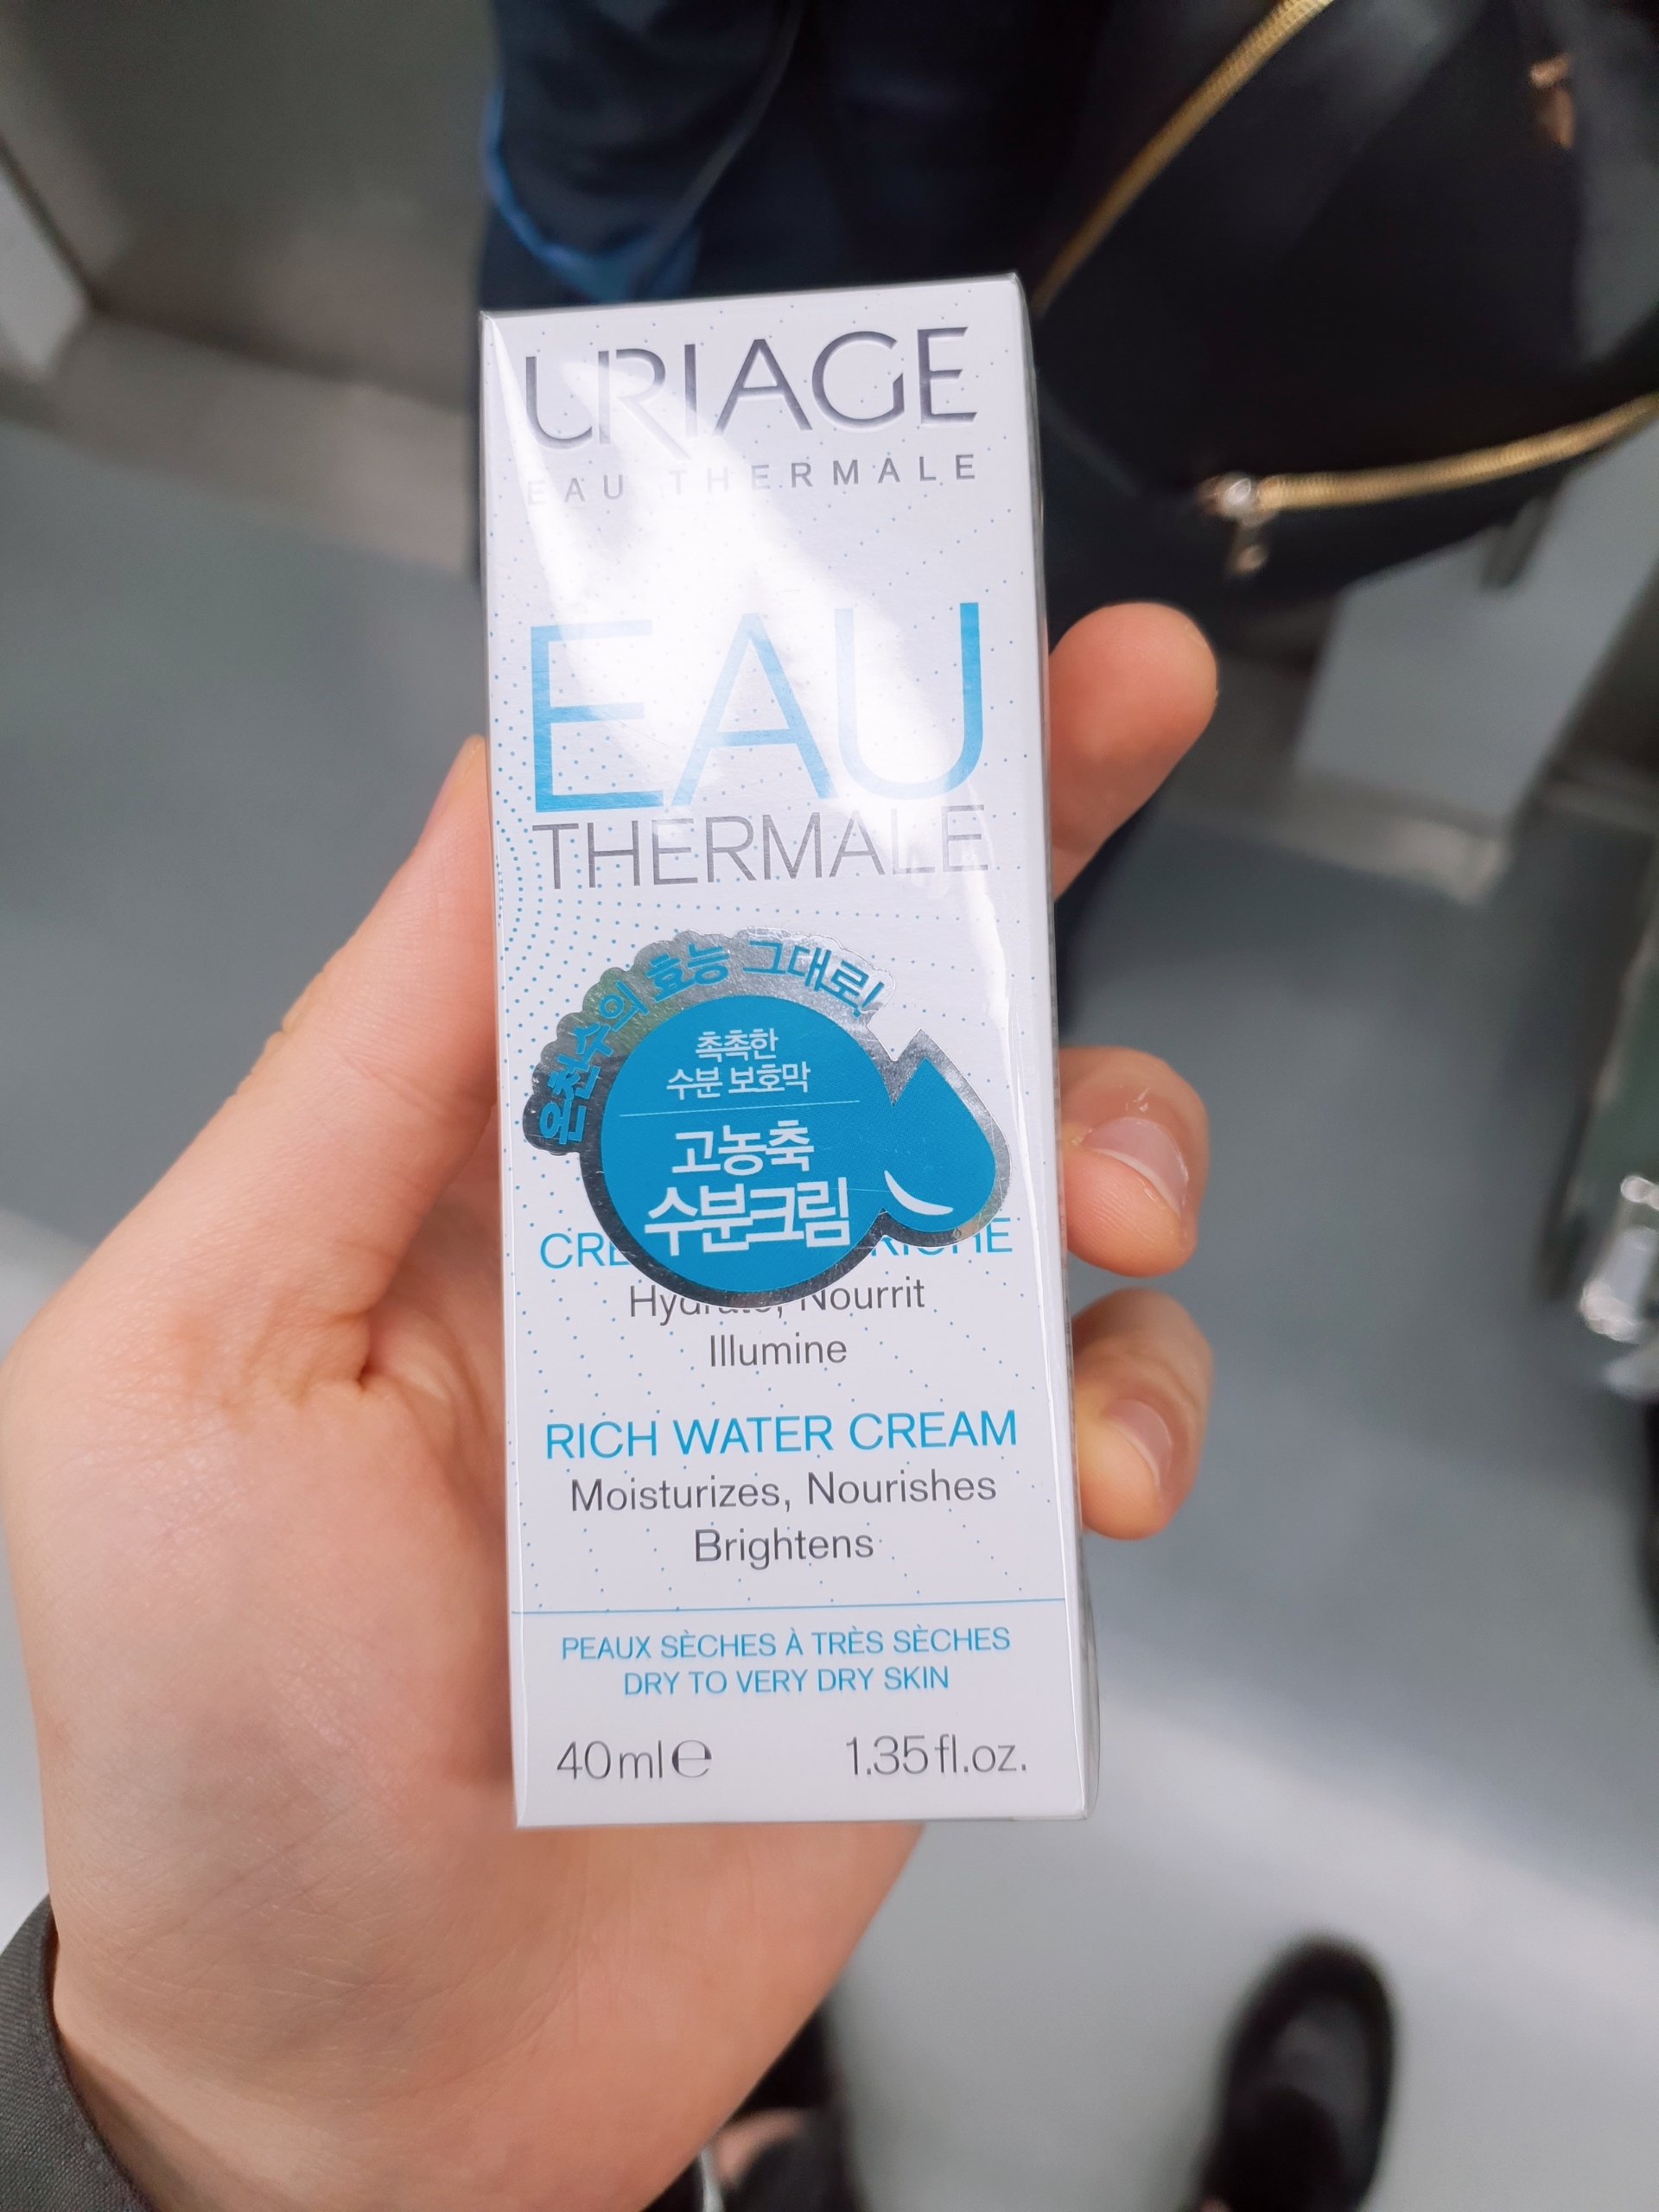 URIAGE
EAU THERMALE
EAU
THERMALE
온천수의 효능 그대로!
촉촉한
수분 보호막
고농축
수분크림
Nourrit
Illumine
RICH WATER CREAM
Moisturizes, Nourishes
Brightens
PEAUX SÈCHES À TRÈS SÈCHES
DRY TO VERY DRY SKIN
40ml℮ 1.35fl.oz.